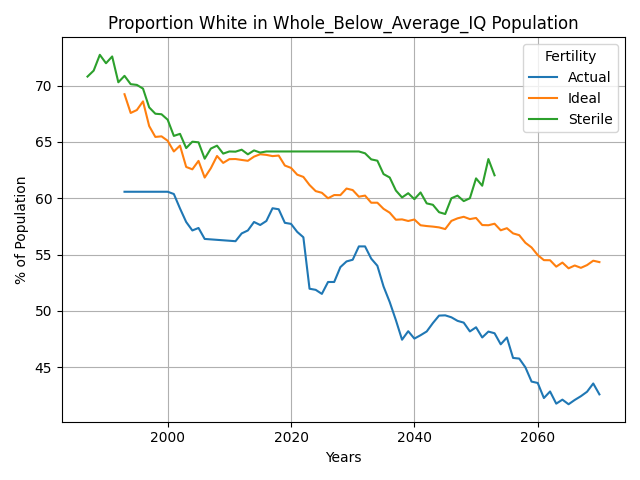 Proportion White in Whole_Below_Average_IQ Population
Fertility
Actual
Ideal
Sterile
% of Population
70
65
60
55
50
45
2000
2020
2040
2060
Years